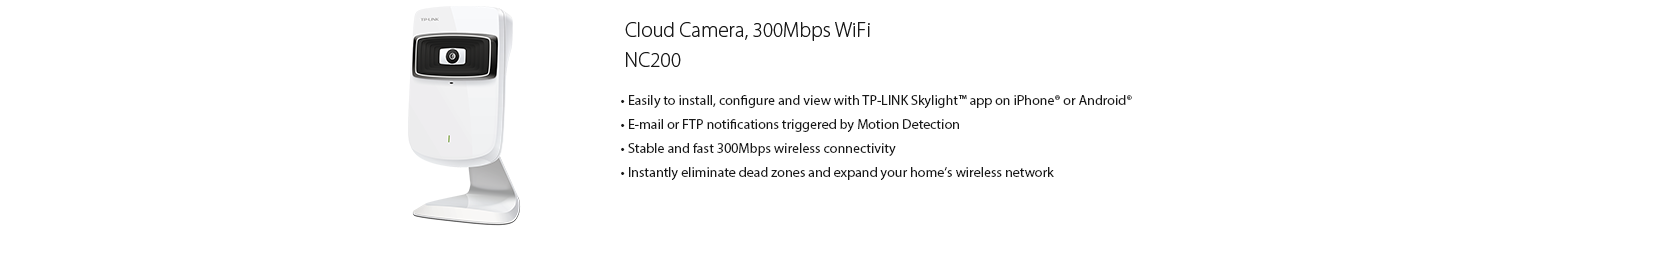 TP-LINK
Cloud Camera, 300Mbps WiFi
NC200
• Easily to install, configure and view with TP-LINK Skylight™ app on iPhone® or Android®
• E-mail or FTP notifications triggered by Motion Detection
• Stable and fast 300Mbps wireless connectivity
• Instantly eliminate dead zones and expand your home’s wireless network